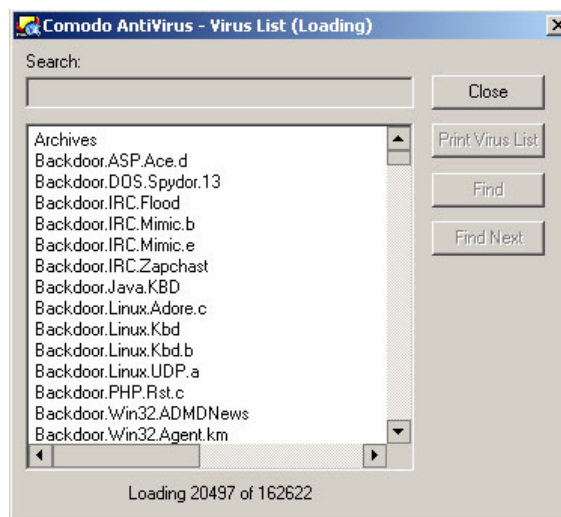 Comodo AntiVirus - Virus List (Loading)
Search:
Close
Archives
Print Virus List
Backdoor.ASP.Ace.d
Backdoor.DOS.Spydor.13
Find
Backdoor.IRC.Flood
Backdoor.IRC.Mimic.b
Find Next
Backdoor.IRC.Mimic.e
Backdoor.IRC.Zapchast
Backdoor.Java.KBD
Backdoor.Linux.Adore.c
Backdoor.Linux.Kbd
Backdoor.Linux.Kbd.b
Backdoor.Linux.UDP.a
Backdoor.PHP.Rst.c
Backdoor.Win32.ADMDNews
Backdoor.Win32.Agent.km
Loading 20497 of 162622